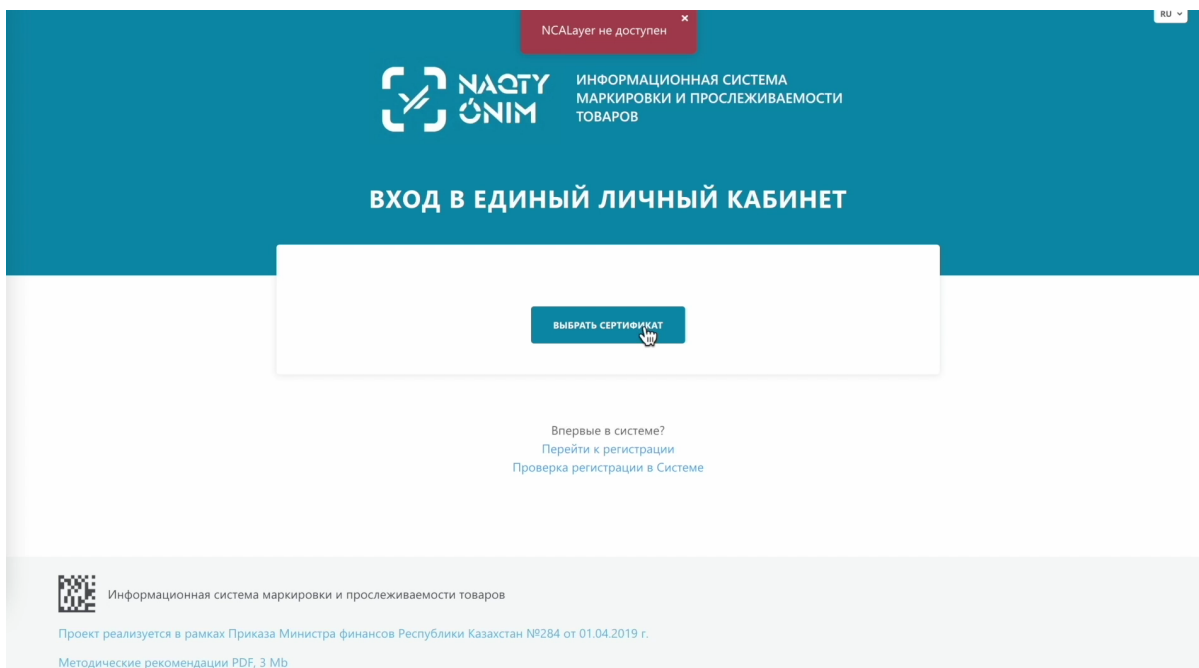 RU
NCALayer не доступен
NAQTY
ÓNIM
ИНФОРМАЦИОННАЯ СИСТЕМА
МАРКИРОВКИ И ПРОСЛЕЖИВАЕМОСТИ
ТОВАРОВ
ВХОД В ЕДИНЫЙ ЛИЧНЫЙ КАБИНЕТ
ВЫБРАТЬ СЕРТИФИКАТ
Впервые в системе?
Перейти к регистрации
Проверка регистрации в Системе
Информационная система маркировки и прослеживаемости товаров
Проект реализуется в рамках Приказа Министра финансов Республики Казахстан №284 от 01.04.2019 г.
Методические рекомендации PDF, 3 Mb